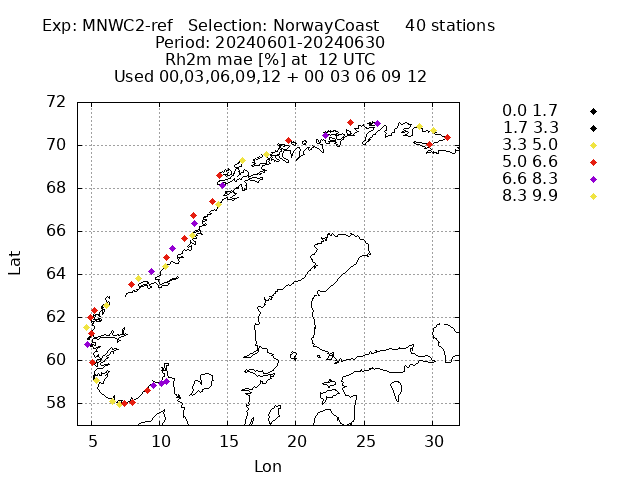 Exp: MNWC2-ref   Selection: NorwayCoast     40 stations
Period: 20240601-20240630
Rh2m mae [%] at  12 UTC
Used 00,03,06,09,12 + 00 03 06 09 12
72
70
68
66
64
62
60
58
Lat
5 10 15 20 25 30
Lon
0.0 1.7
1.7 3.3
3.3 5.0
5.0 6.6
6.6 8.3
8.3 9.9